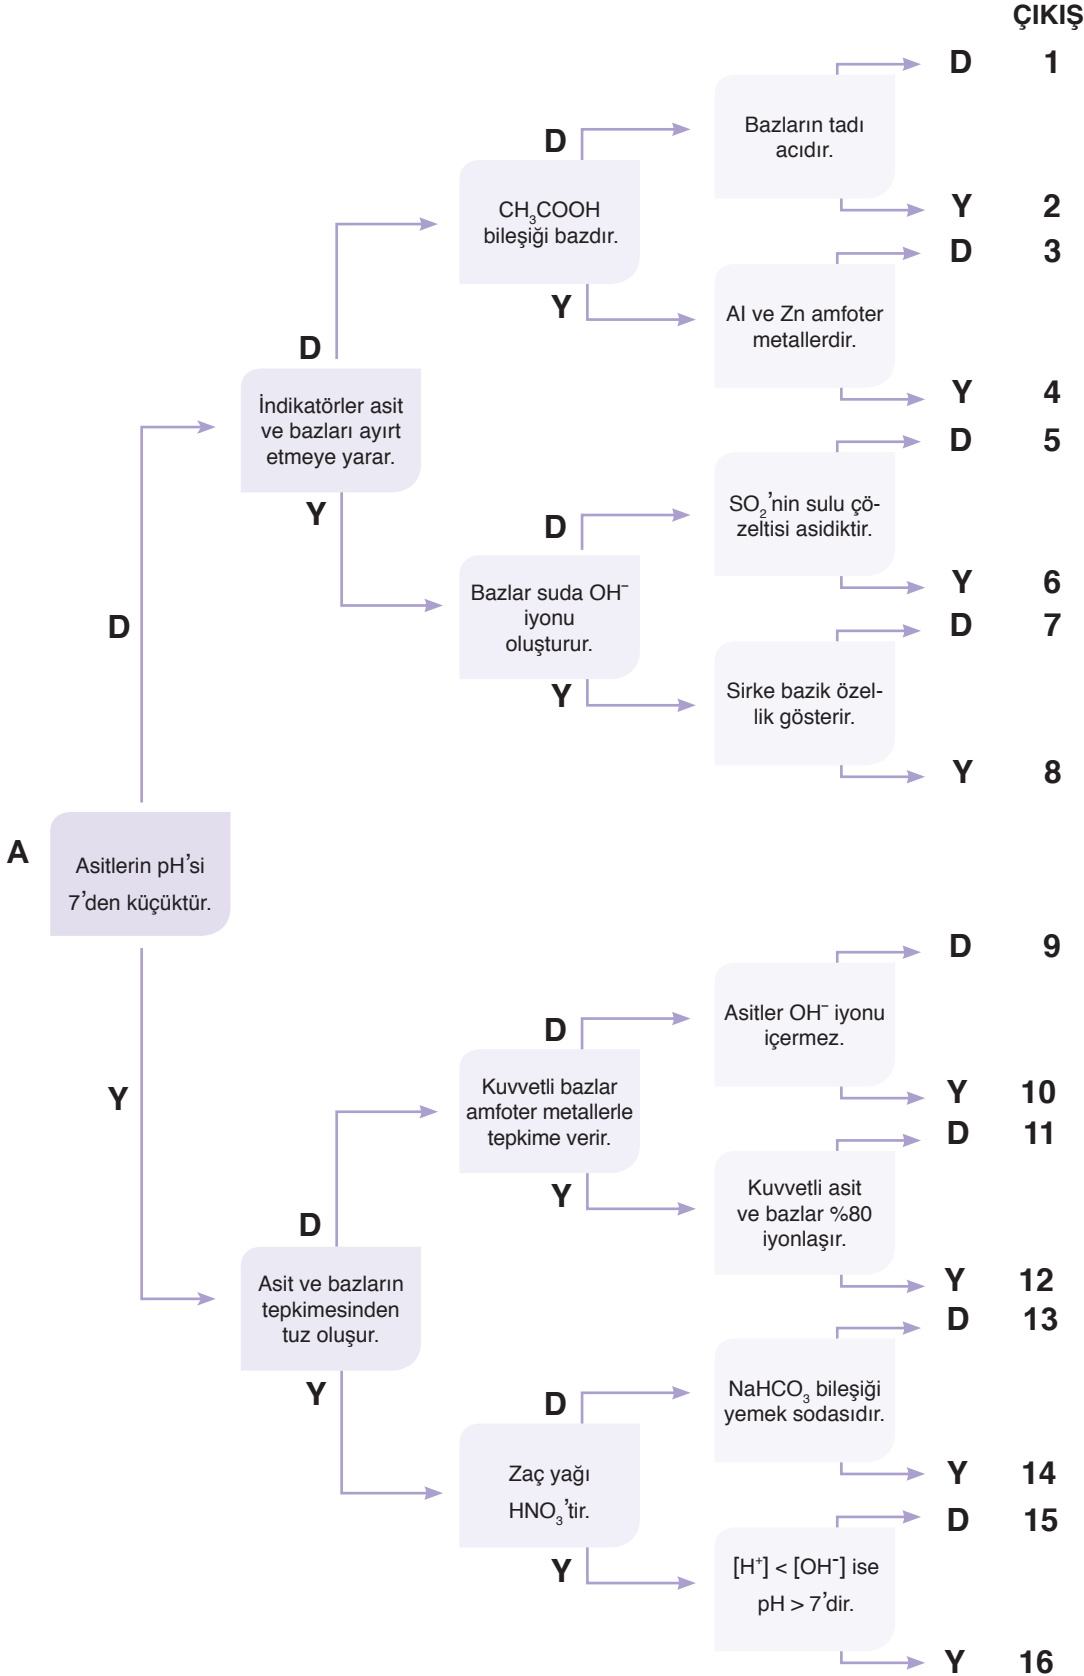 ÇIKIŞ
D 1
Bazların tadı
acıdır.
D
CH₃COOH
bileşiği bazdır.
Y 2
D 3
Y
Al ve Zn amfoter
metallerdir.
D
Y 4
İndikatörler asit
ve bazları ayırt
etmeye yarar.
D 5
SO₂'nin sulu çö-
zeltisi asidiktir.
Y
D
Y 6
Bazlar suda OH⁻
iyonu
oluşturur.
D 7
D
Y
Sirke bazik özel-
lik gösterir.
Y 8
A
Asitlerin pH'si
7'den küçüktür.
D 9
Asitler OH⁻ iyonu
içermez.
D
Kuvvetli bazlar
amfoter metallerle
tepkime verir.
Y
Y 10
D 11
Y
Kuvvetli asit
ve bazlar %80
iyonlaşır.
D
Y 12
Asit ve bazların
tepkimesinden
tuz oluşur.
D 13
NaHCO₃ bileşiği
yemek sodasıdır.
Y
D
Y 14
Zaç yağı
HNO₃'tir.
D 15
Y
[H⁺] < [OH⁻] ise
pH > 7'dir.
Y 16